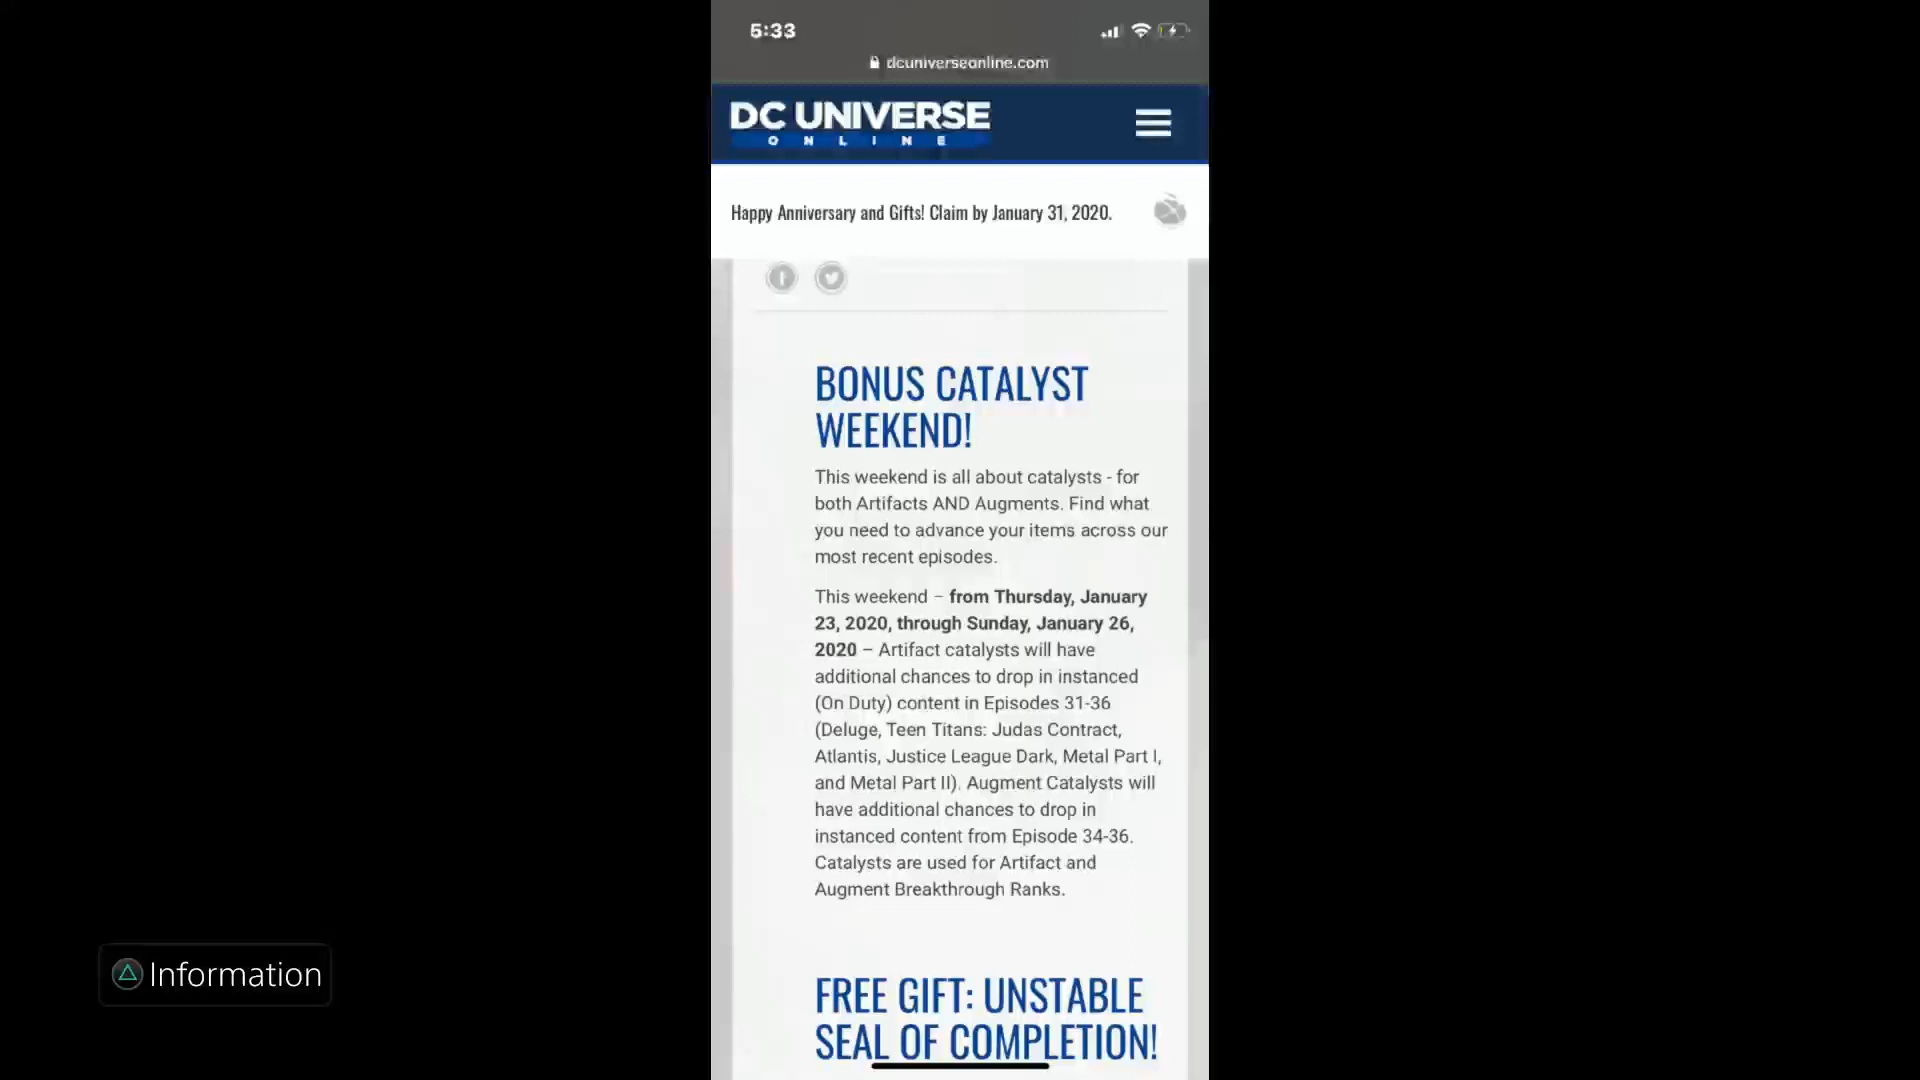 5:33
dcuniverseonline.com
DC UNIVERSE
ONLINE
Happy Anniversary and Gifts! Claim by January 31, 2020.
BONUS CATALYST
WEEKEND!
This weekend is all about catalysts - for
both Artifacts AND Augments. Find what
you need to advance your items across our
most recent episodes.
This weekend – from Thursday, January
23, 2020, through Sunday, January 26,
2020 – Artifact catalysts will have
additional chances to drop in instanced
(On Duty) content in Episodes 31-36
(Deluge, Teen Titans: Judas Contract,
Atlantis, Justice League Dark, Metal Part I,
and Metal Part II). Augment Catalysts will
have additional chances to drop in
instanced content from Episode 34-36.
Catalysts are used for Artifact and
Augment Breakthrough Ranks.
Information
FREE GIFT: UNSTABLE
SEAL OF COMPLETION!